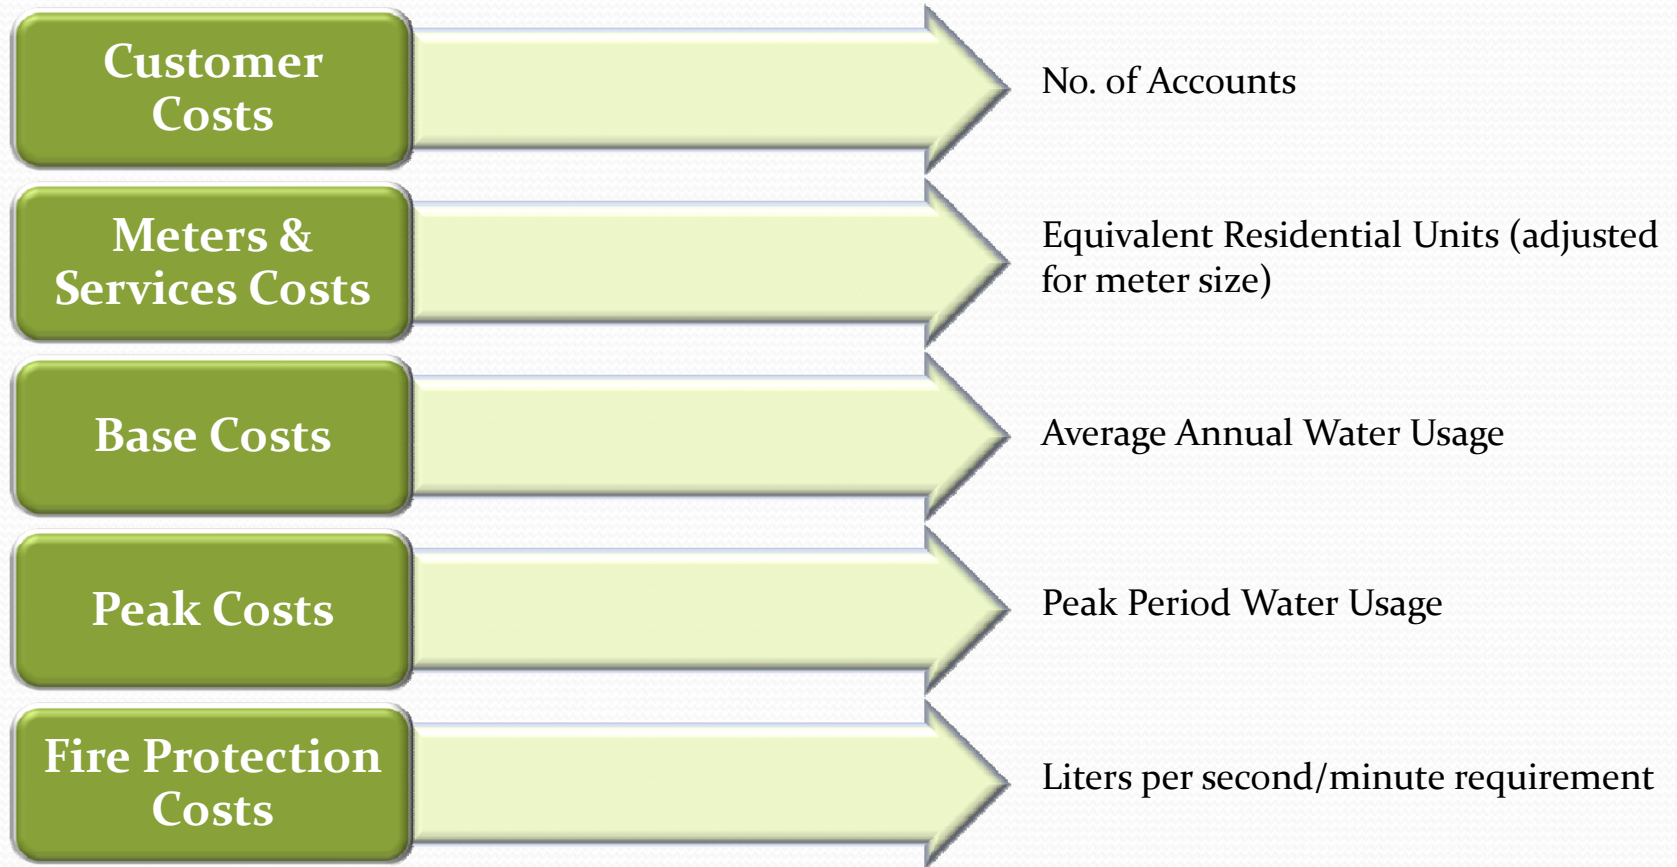 Customer
Costs
No. of Accounts
Meters &
Services Costs
Equivalent Residential Units (adjusted
for meter size)
Base Costs
Average Annual Water Usage
Peak Costs
Peak Period Water Usage
Fire Protection
Costs
Liters per second/minute requirement